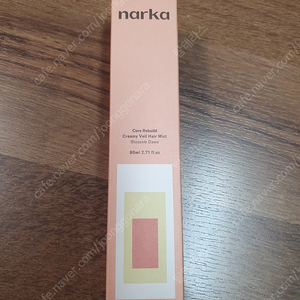 narka
Care Rebuild
Creamy Veil Hair Mist
Blossom Dawn
80ml 2.71 fl.oz